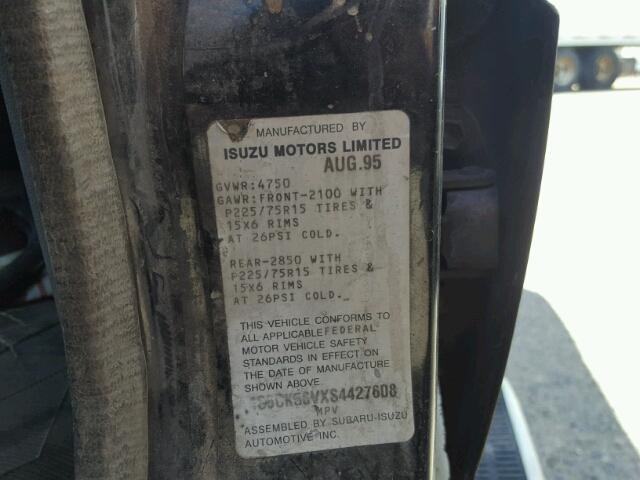 MANUFACTURED BY
ISUZU MOTORS LIMITED
AUG.95
GVWR:4750
GAWR:FRONT-2100 WITH
P225/75R15 TIRES &
15X6 RIMS
AT 26PSI COLD.
REAR-2850 WITH
P225/75R15 TIRES &
15X6 RIMS
AT 26PSI COLD.
THIS VEHICLE CONFORMS TO
ALL APPLICABLE FEDERAL
MOTOR VEHICLE SAFETY
STANDARDS IN EFFECT ON
THE DATE OF MANUFACTURE
SHOWN ABOVE.
MPV
ASSEMBLED BY SUBARU-ISUZU
AUTOMOTIVE INC.